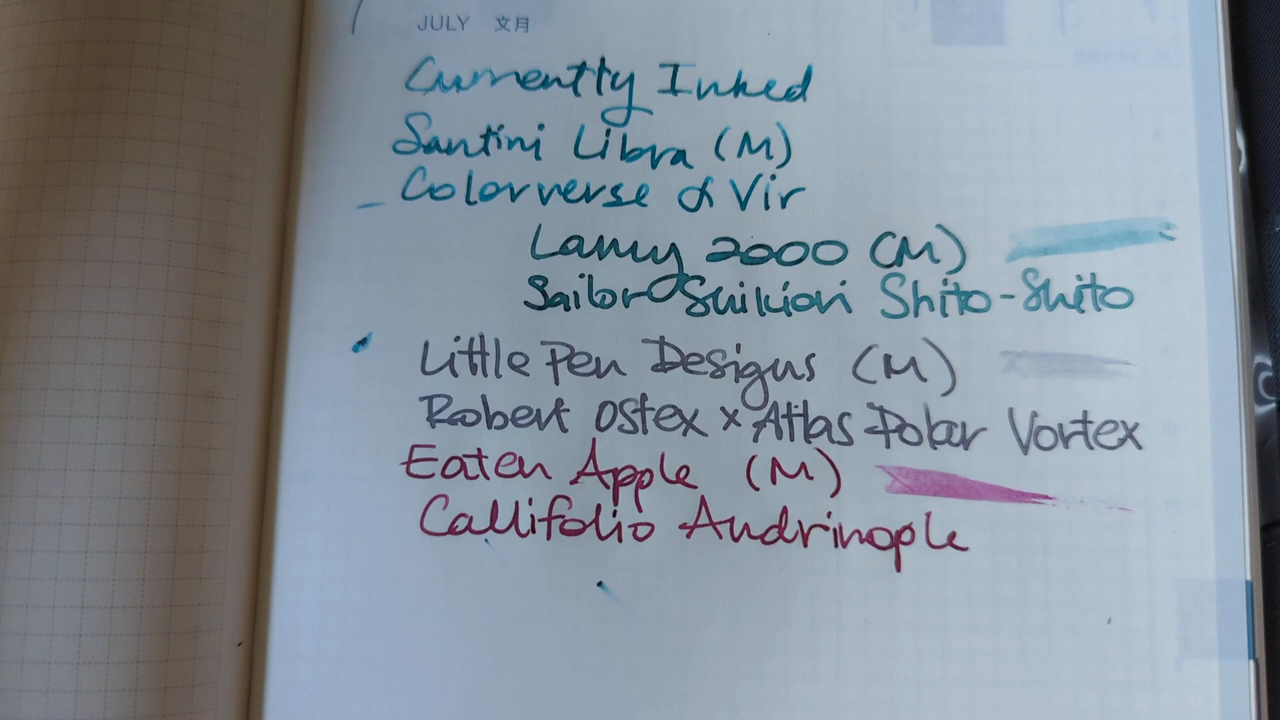 JULY 文月
Currently Inked
Santini Libra (M)
Colorverse α Vir
Lamy 2000 (M)
Sailor Shikiori Shito-Shito
Little Pen Designs (M)
Robert Ostex x Atlas Polar Vortex
Eaten Apple (M)
Callifolio Andrinople